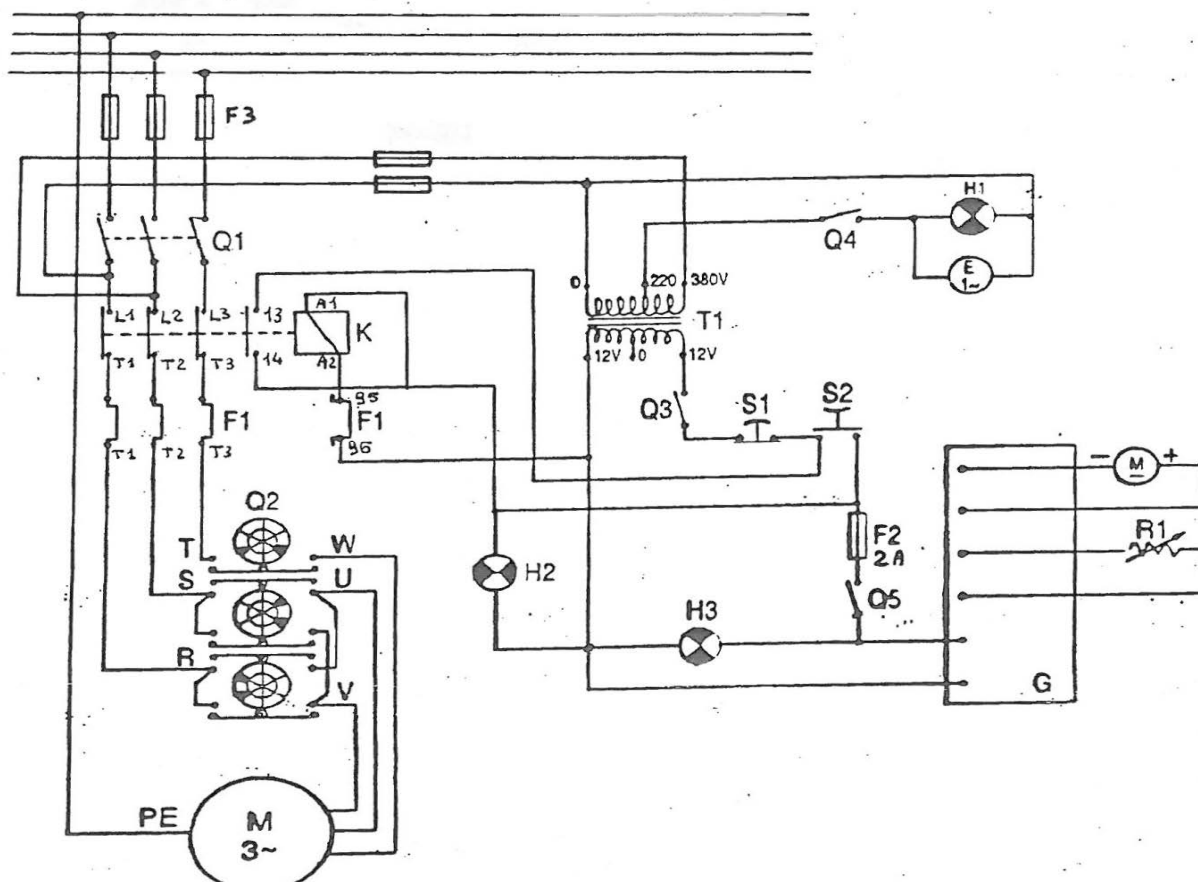 F3
H1
Q1
Q4
E
1~
0 220 380V
L1 L2 L3 13 A1
K
T1
T1 T2 T3 14 A2
12V 0 12V
95
Q3 S1 S2
F1 F1
T1 T2 T3 96
- M +
Q2
F2
2A
R1
T W
S U
H2
Q5
H3
R
V
G
PE
M
3~